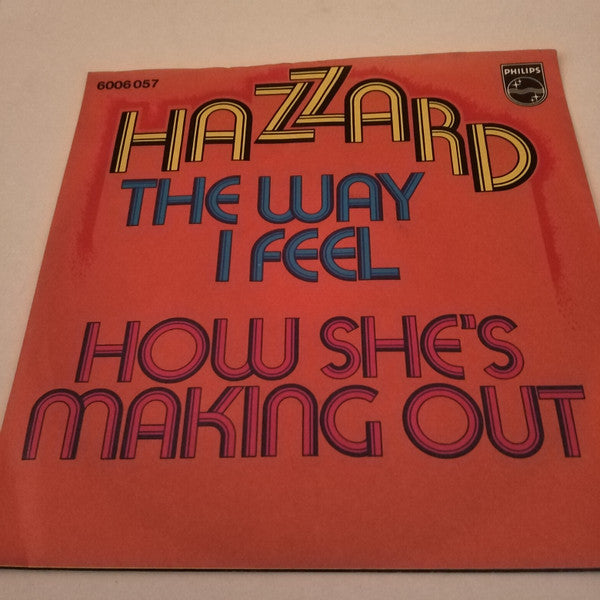 6006 057
PHILIPS
HAZZARD
THE WAY
I FEEL
HOW SHE'S
MAKING OUT